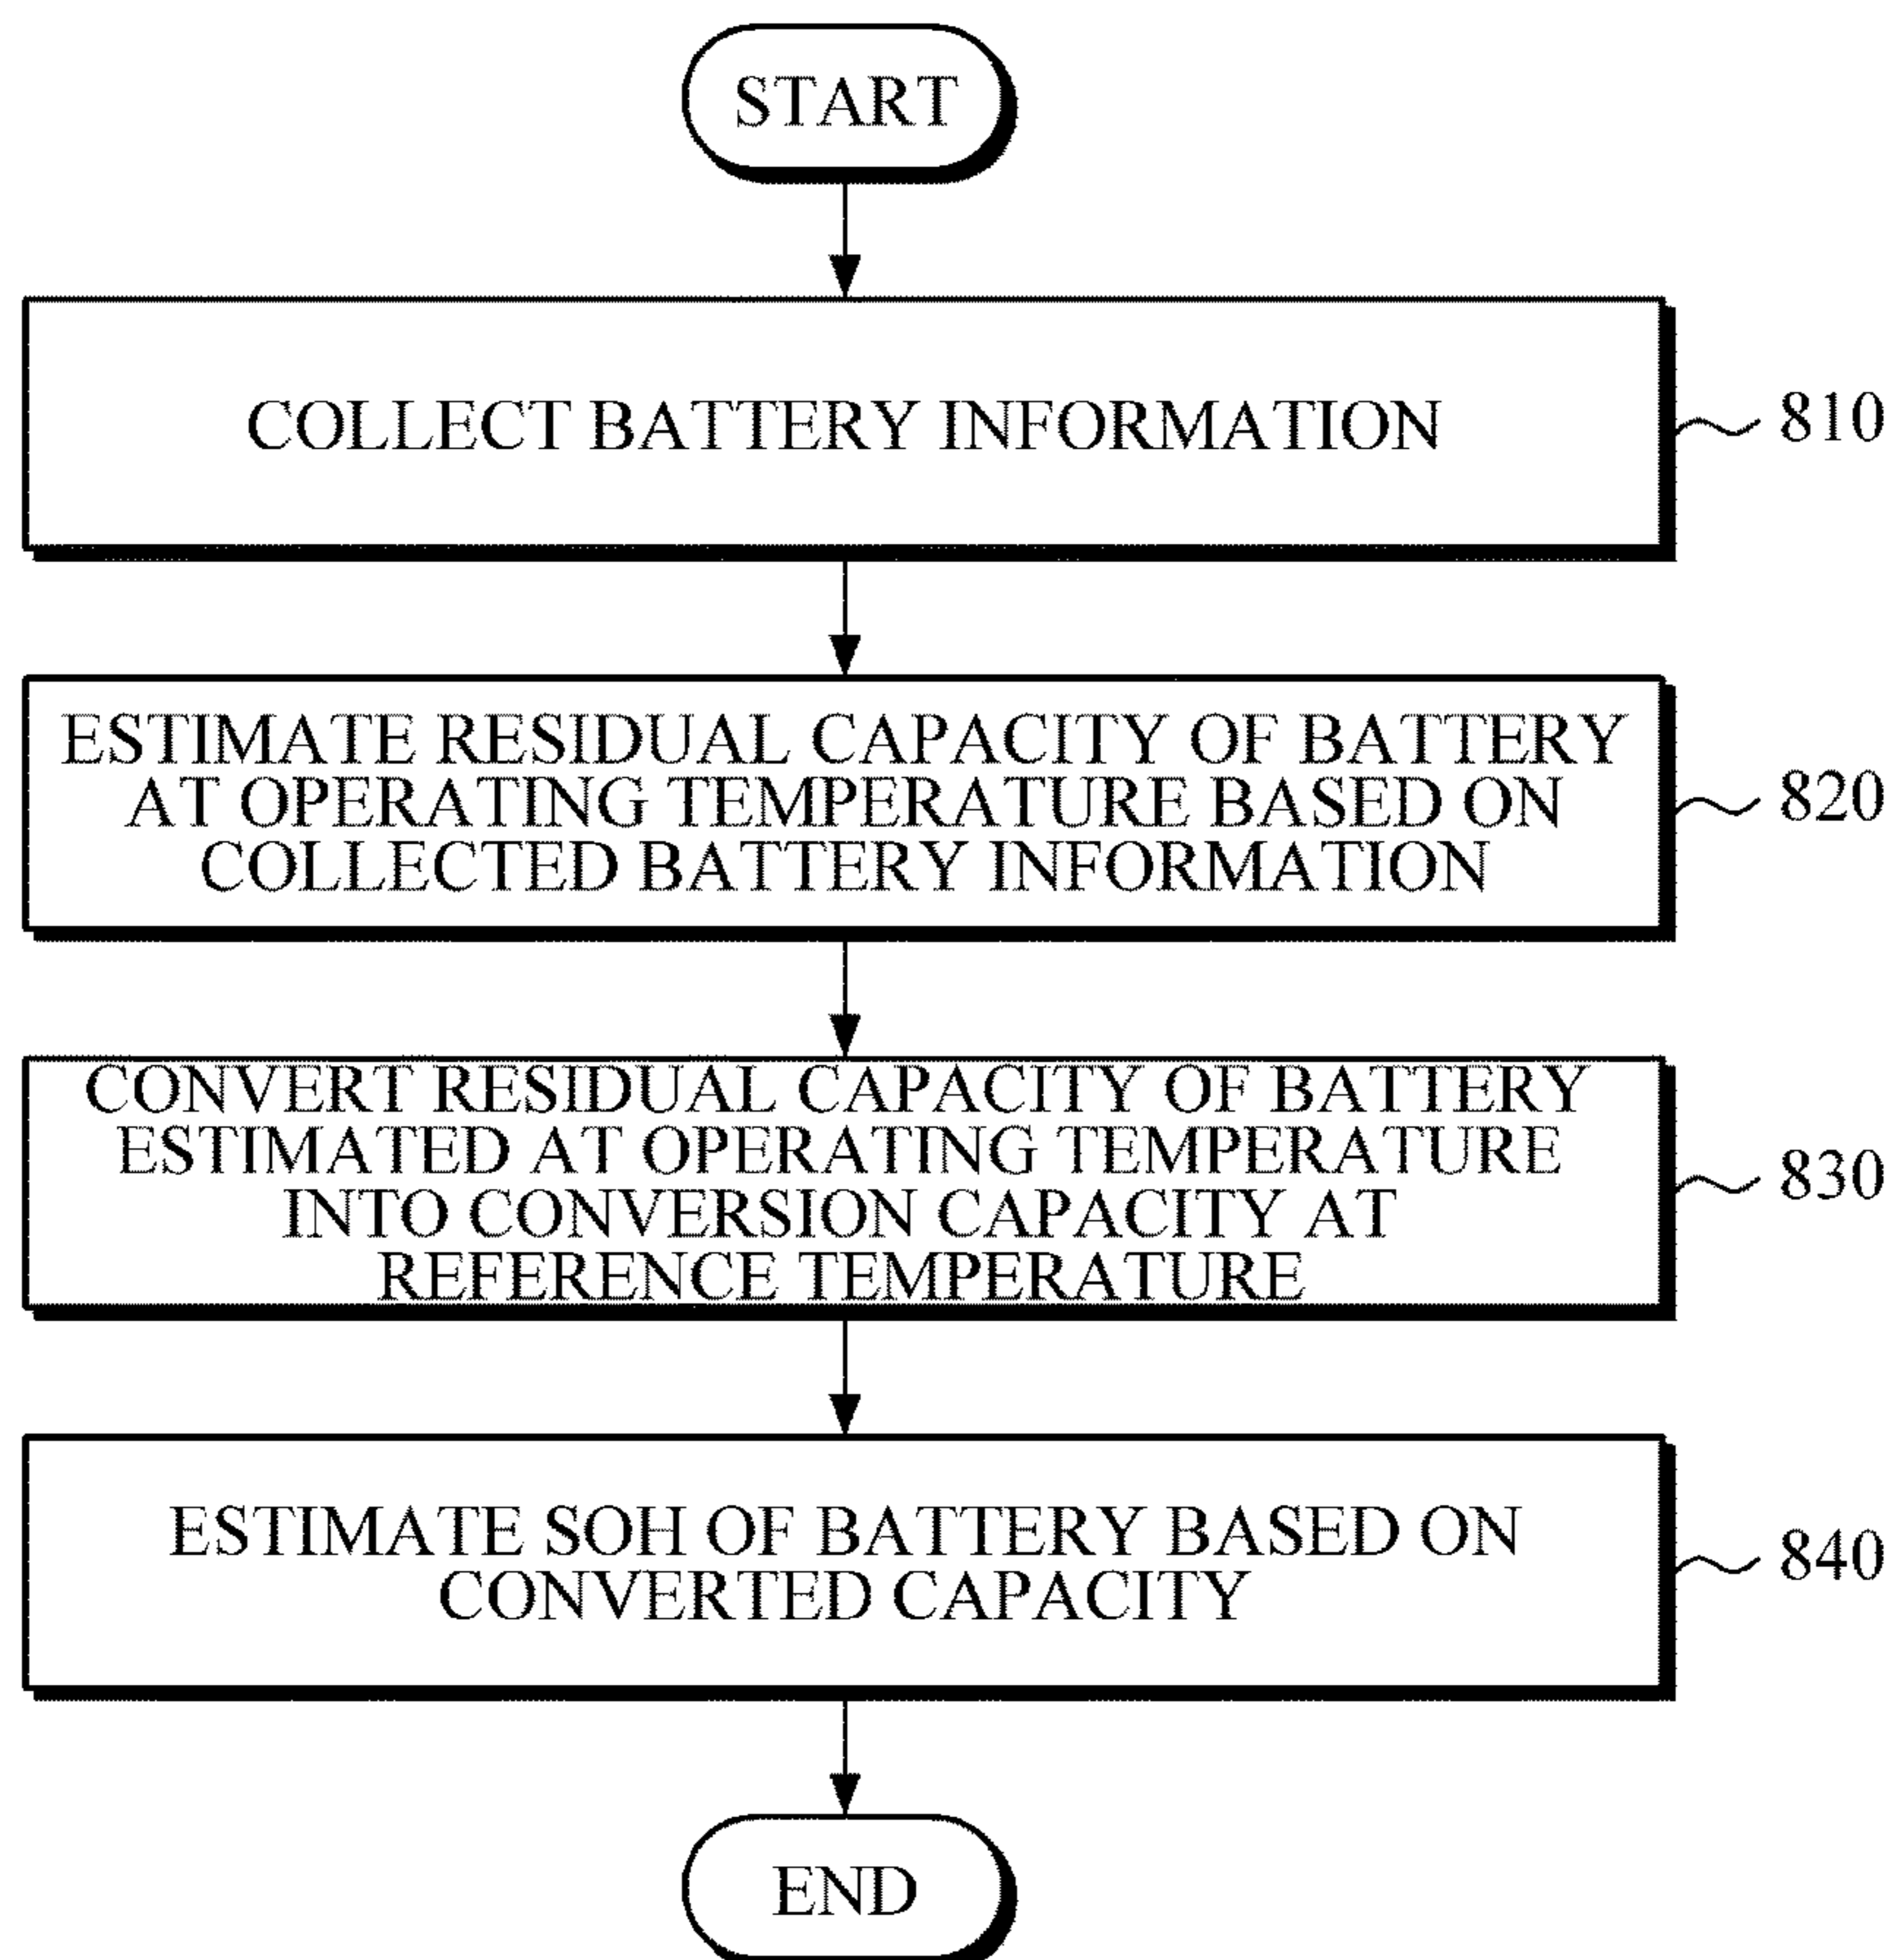 START
COLLECT BATTERY INFORMATION
810
ESTIMATE RESIDUAL CAPACITY OF BATTERY
AT OPERATING TEMPERATURE BASED ON
COLLECTED BATTERY INFORMATION
820
CONVERT RESIDUAL CAPACITY OF BATTERY
ESTIMATED AT OPERATING TEMPERATURE
INTO CONVERSION CAPACITY AT
REFERENCE TEMPERATURE
830
ESTIMATE SOH OF BATTERY BASED ON
CONVERTED CAPACITY
840
END